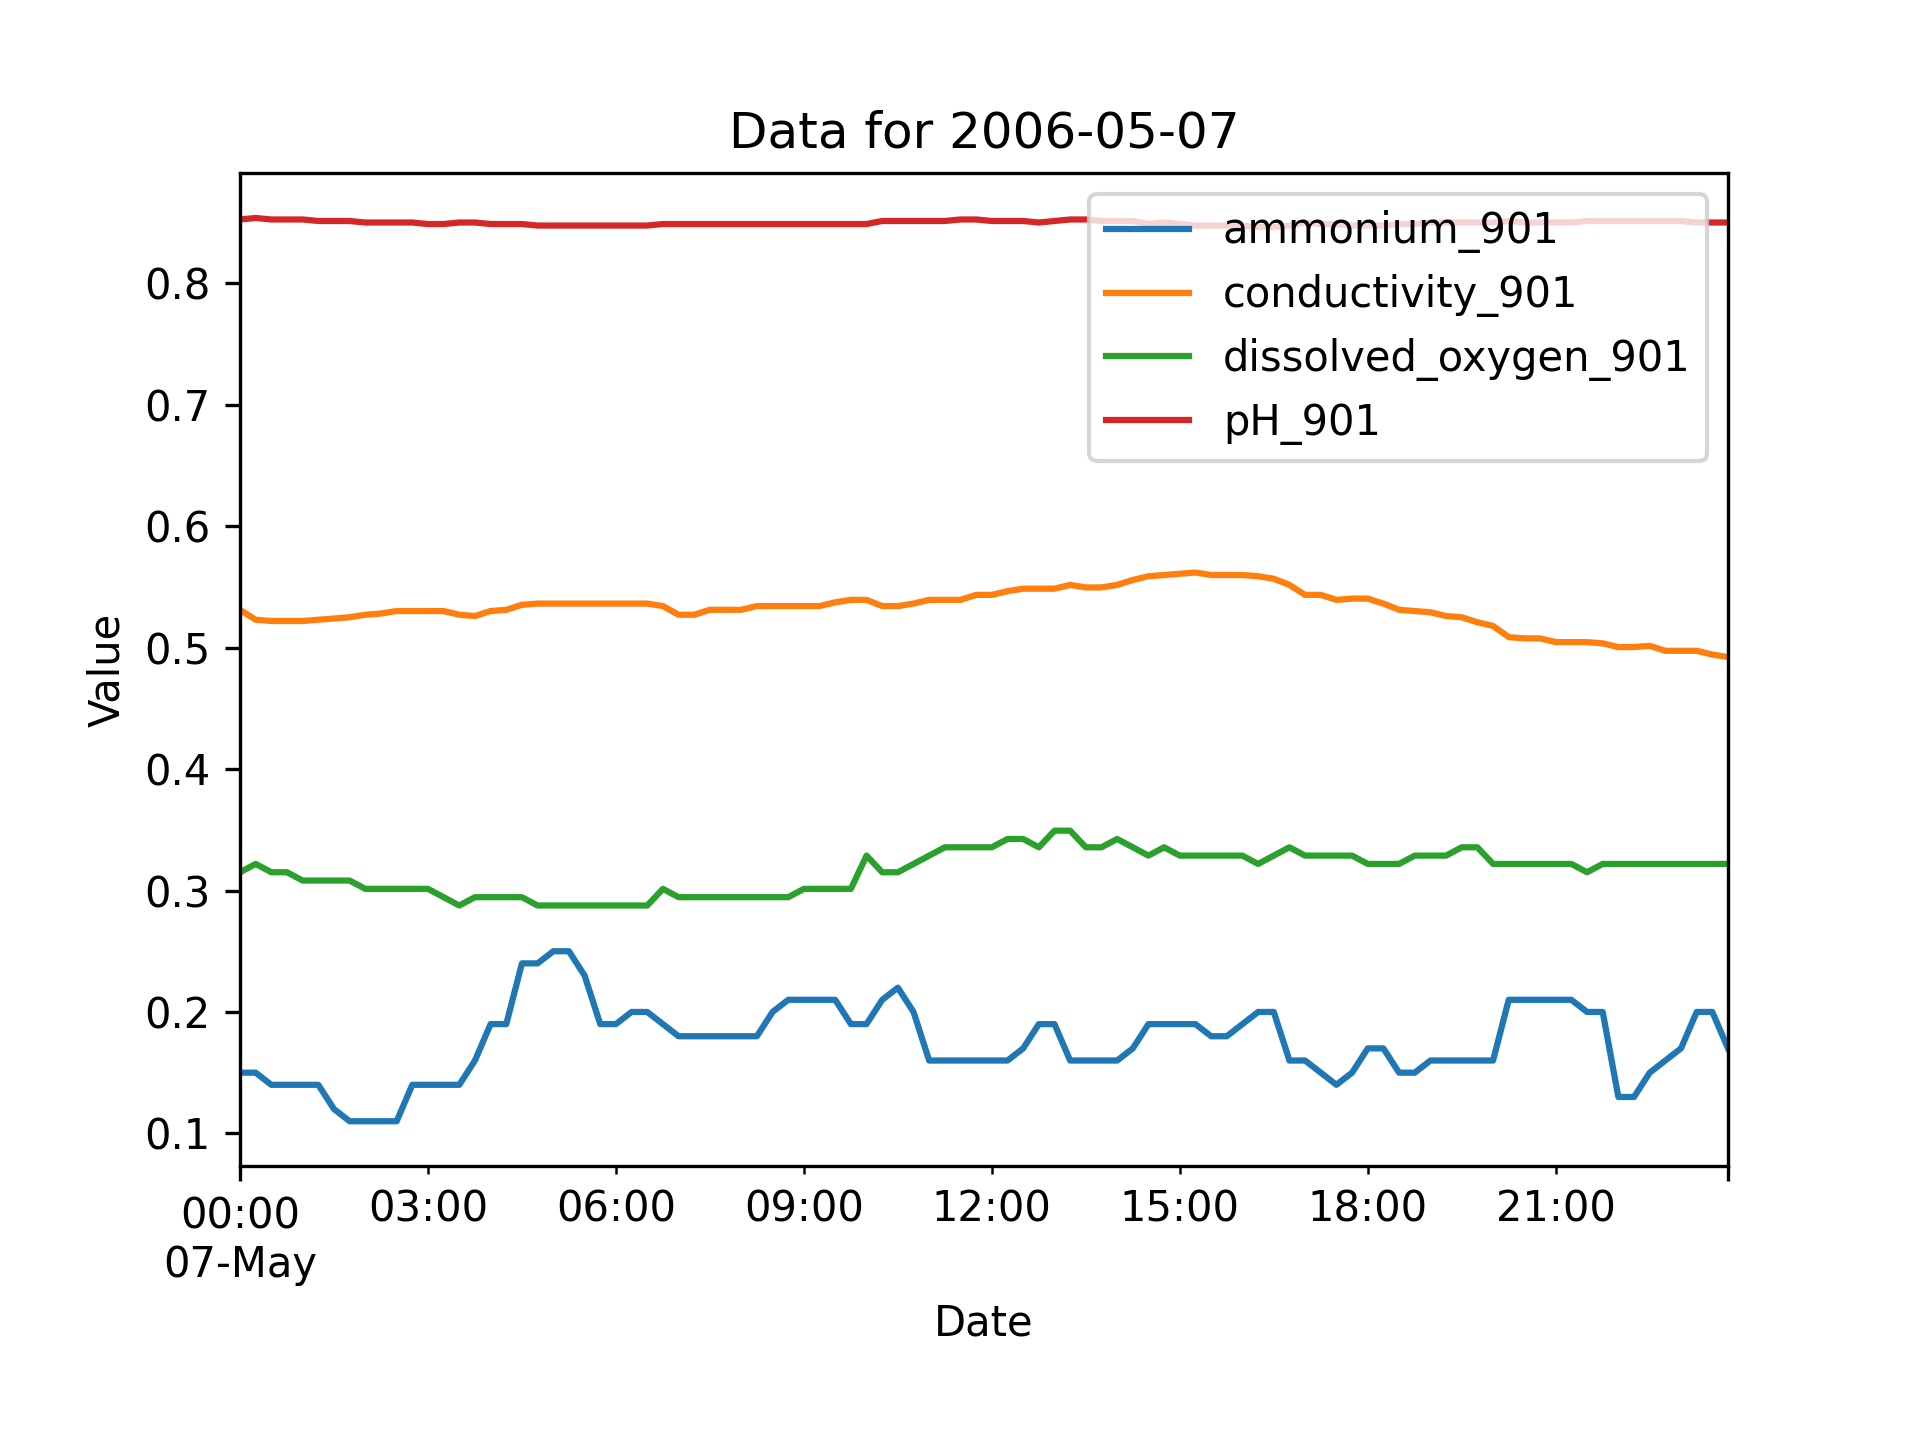 Data for 2006-05-07
ammonium_901
conductivity_901
dissolved_oxygen_901
pH_901
0.8
0.7
0.6
0.5
0.4
0.3
0.2
0.1
Value
00:00 03:00 06:00 09:00 12:00 15:00 18:00 21:00
07-May
Date